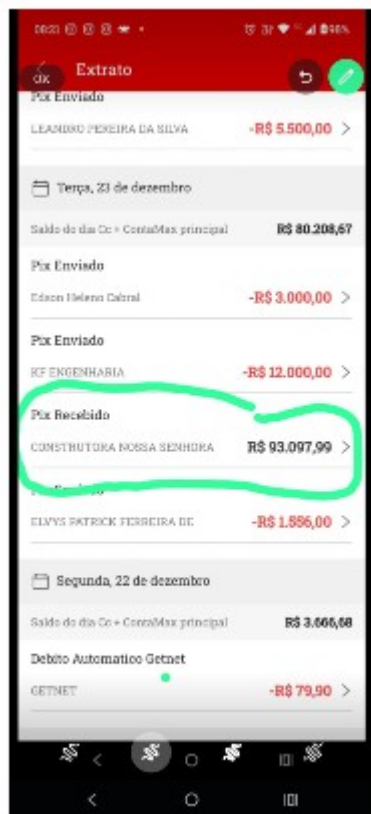 08:21
98%
Extrato
Pix Enviado
LEANDRO PEREIRA DA SILVA -R$ 5.500,00
Terça, 23 de dezembro
Saldo do dia Cc + ContaMax principal R$ 80.208,67
Pix Enviado
Edson Heleno Cabral -R$ 3.000,00
Pix Enviado
KF ENGENHARIA -R$ 12.000,00
Pix Recebido
CONSTRUTORA NOSSA SENHORA R$ 93.097,99
ELVYS PATRICK FERREIRA DE -R$ 1.556,00
Segunda, 22 de dezembro
Saldo do dia Cc + ContaMax principal R$ 3.666,68
Debito Automatico Getnet
GETNET -R$ 79,90